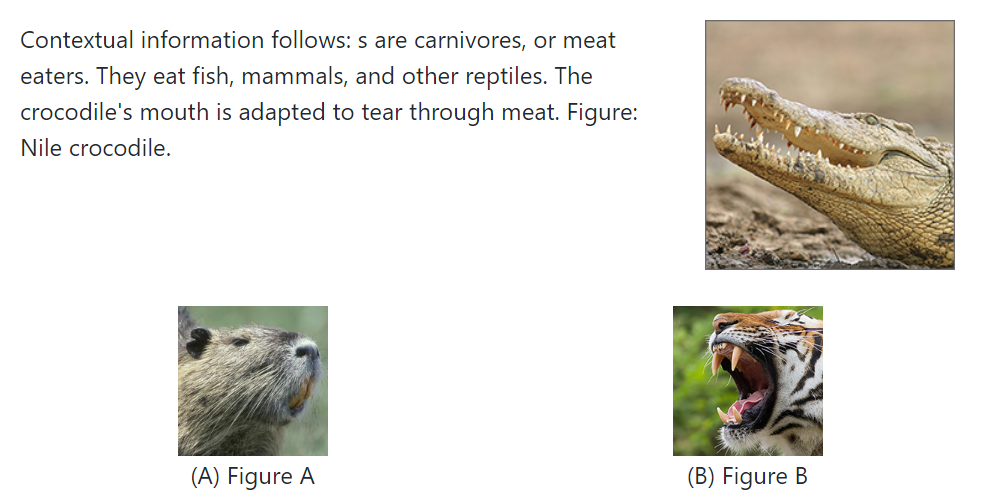 Contextual information follows: s are carnivores, or meat
eaters. They eat fish, mammals, and other reptiles. The
crocodile's mouth is adapted to tear through meat. Figure:
Nile crocodile.
(A) Figure A
(B) Figure B